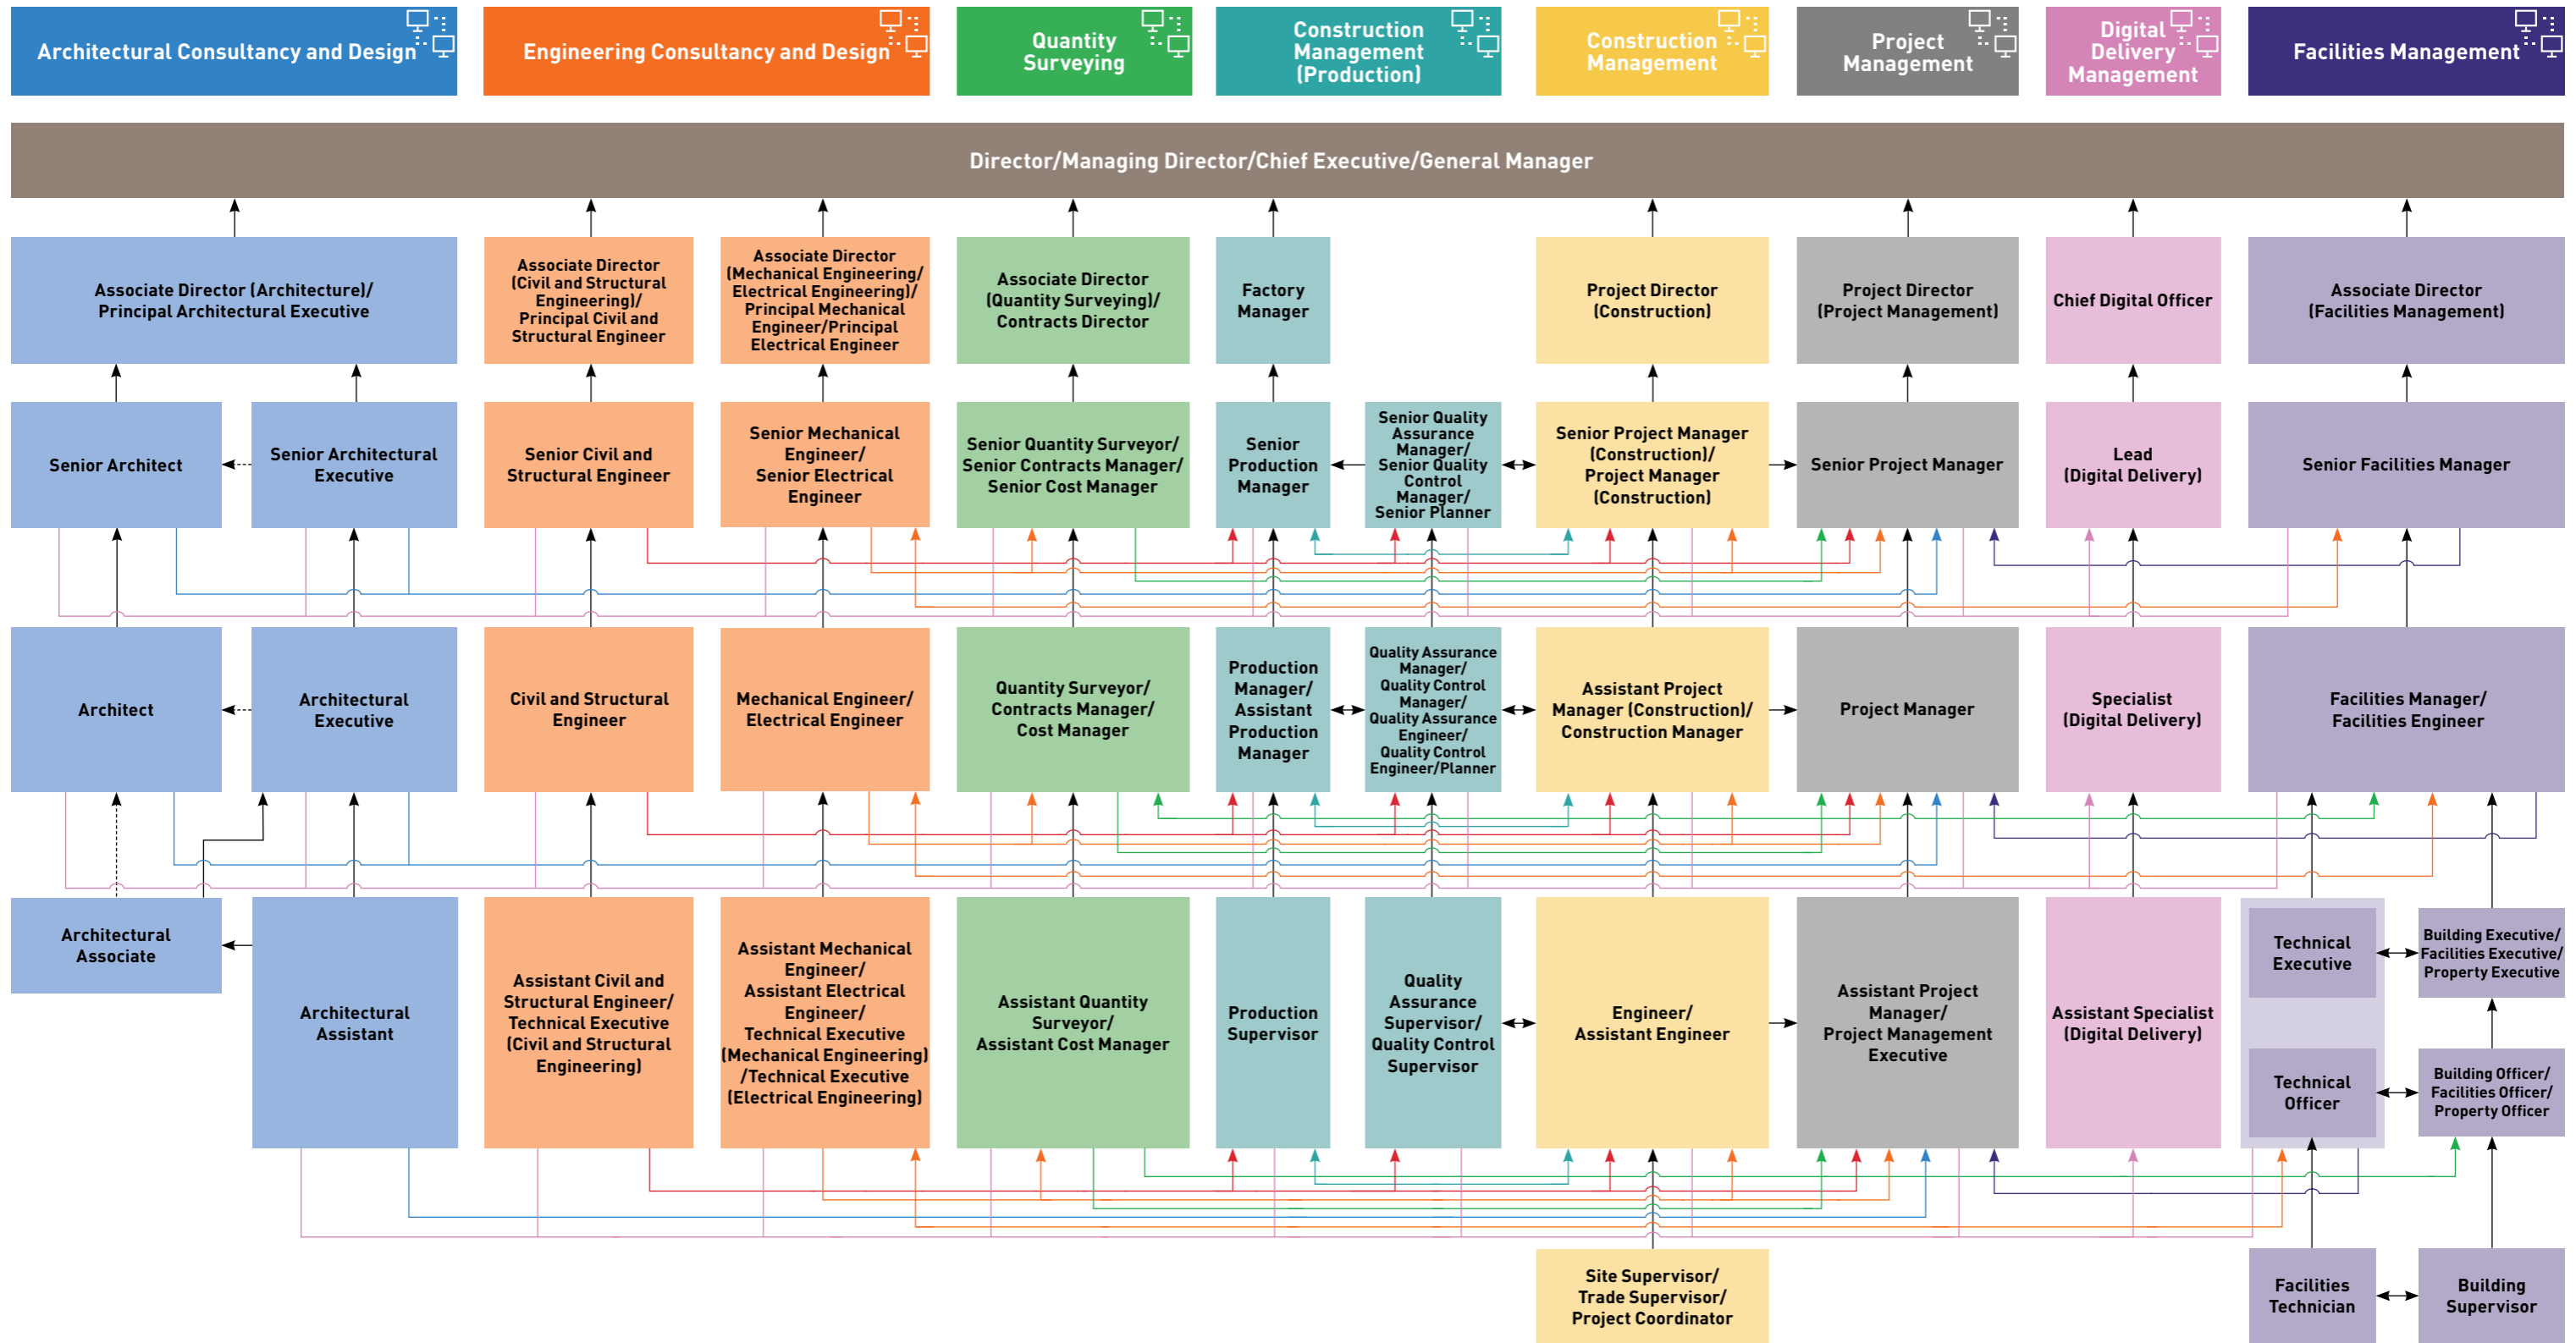 Architectural Consultancy and Design
Engineering Consultancy and Design
Quantity
Surveying
Construction
Management
(Production)
Construction
Management
Project
Management
Digital
Delivery
Management
Facilities Management
Director/Managing Director/Chief Executive/General Manager
Associate Director (Architecture)/
Principal Architectural Executive
Associate Director
(Civil and Structural
Engineering)/
Principal Civil and
Structural Engineer
Associate Director
(Mechanical Engineering/
Electrical Engineering)/
Principal Mechanical
Engineer/Principal
Electrical Engineer
Associate Director
(Quantity Surveying)/
Contracts Director
Factory
Manager
Project Director
(Construction)
Project Director
(Project Management)
Chief Digital Officer
Associate Director
(Facilities Management)
Senior Architect
Senior Architectural
Executive
Senior Civil and
Structural Engineer
Senior Mechanical
Engineer/
Senior Electrical
Engineer
Senior Quantity Surveyor/
Senior Contracts Manager/
Senior Cost Manager
Senior
Production
Manager
Senior Quality
Assurance
Manager/
Senior Quality
Control
Manager/
Senior Planner
Senior Project Manager
(Construction)/
Project Manager
(Construction)
Senior Project Manager
Lead
(Digital Delivery)
Senior Facilities Manager
Architect
Architectural
Executive
Civil and Structural
Engineer
Mechanical Engineer/
Electrical Engineer
Quantity Surveyor/
Contracts Manager/
Cost Manager
Production
Manager/
Assistant
Production
Manager
Quality Assurance
Manager/
Quality Control
Manager/
Quality Assurance
Engineer/
Quality Control
Engineer/Planner
Assistant Project
Manager (Construction)/
Construction Manager
Project Manager
Specialist
(Digital Delivery)
Facilities Manager/
Facilities Engineer
Architectural
Associate
Architectural
Assistant
Assistant Civil and
Structural Engineer/
Technical Executive
(Civil and Structural
Engineering)
Assistant Mechanical
Engineer/
Assistant Electrical
Engineer/
Technical Executive
(Mechanical Engineering)
/Technical Executive
(Electrical Engineering)
Assistant Quantity
Surveyor/
Assistant Cost Manager
Production
Supervisor
Quality
Assurance
Supervisor/
Quality Control
Supervisor
Engineer/
Assistant Engineer
Assistant Project
Manager/
Project Management
Executive
Assistant Specialist
(Digital Delivery)
Technical
Executive
Building Executive/
Facilities Executive/
Property Executive
Technical
Officer
Building Officer/
Facilities Officer/
Property Officer
Site Supervisor/
Trade Supervisor/
Project Coordinator
Facilities
Technician
Building
Supervisor